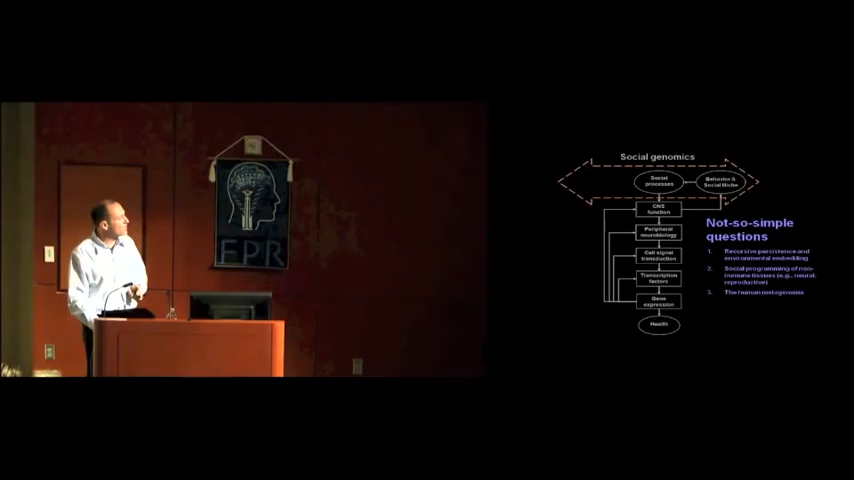 FPR
Social genomics
Social
processes
Behavior &
Social Niche
CNS
function
Peripheral
neurobiology
Cell signal
transduction
Transcription
factors
Gene
expression
Health
Not-so-simple
questions
1. Recursive persistence and
environmental embedding
2. Social programming of non-
immune tissues (e.g., neural,
reproductive)
3. The human metagenome